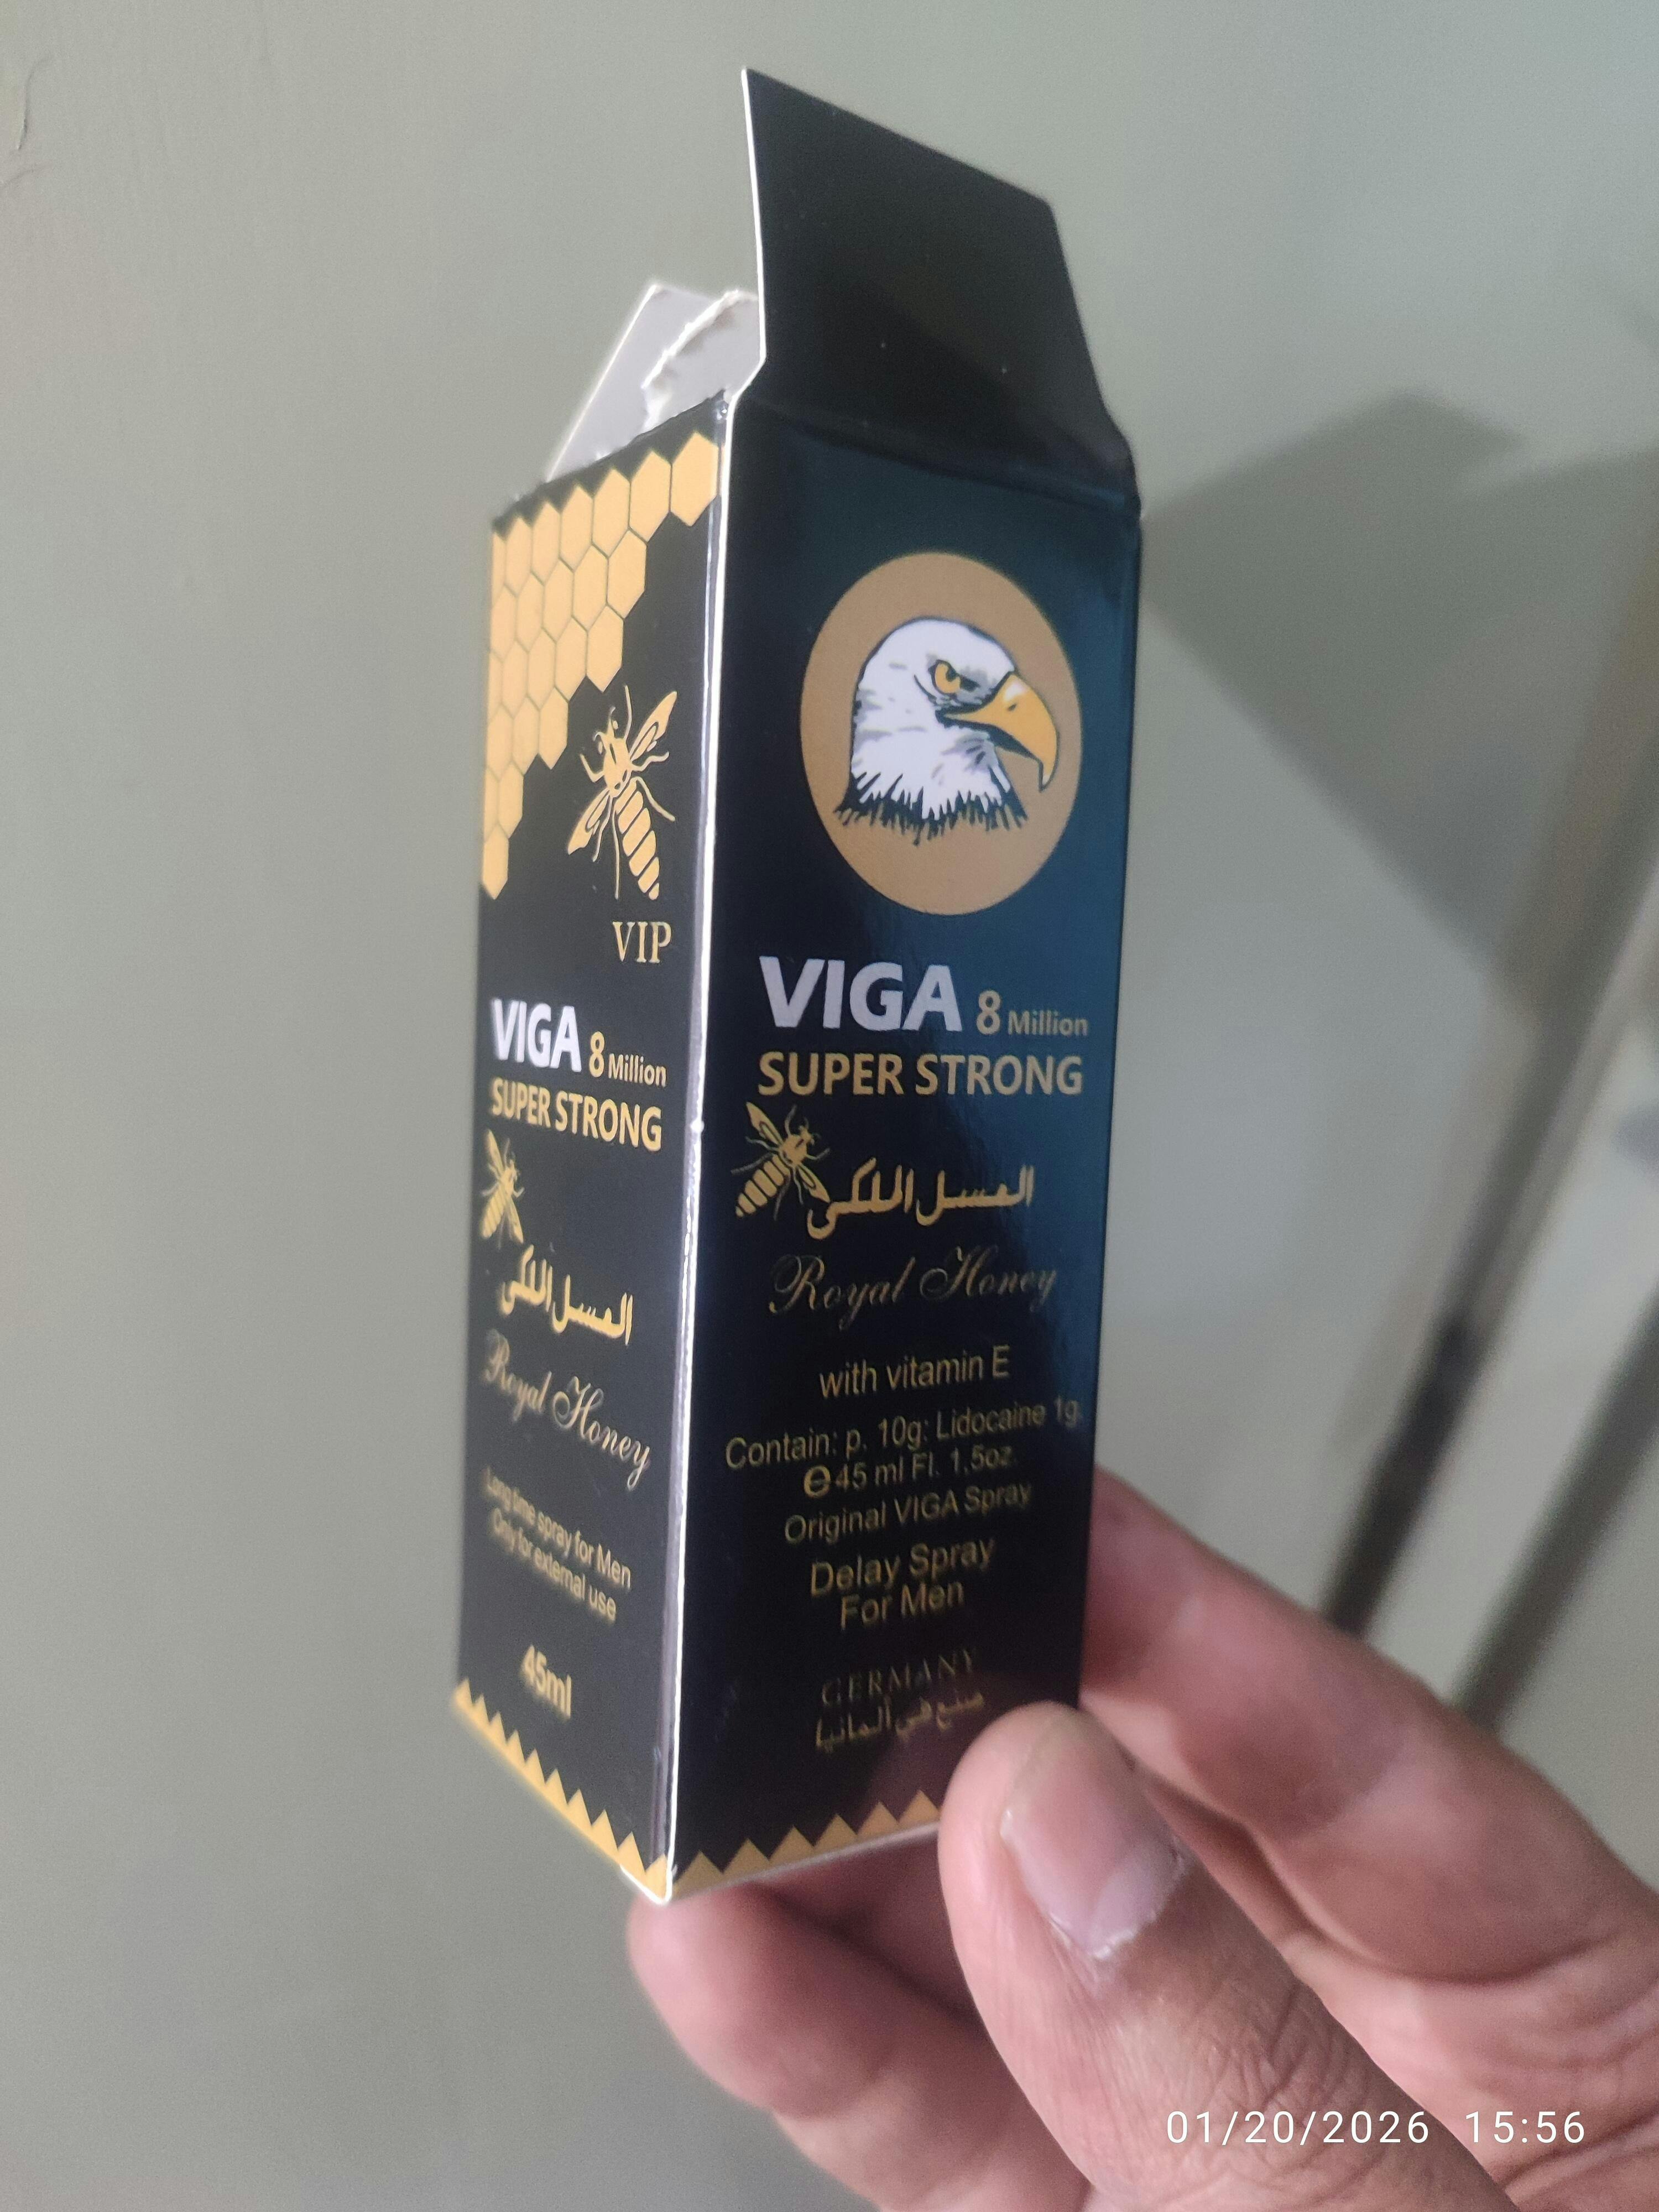 VIP
VIGA 8 Million
SUPER STRONG
العسل الملكي
Royal Honey
Long time spray for Men
Only for external use
45ml
VIGA 8 Million
SUPER STRONG
العسل الملكي
Royal Honey
with vitamin E
Contain: p. 10g: Lidocaine 1g.
e 45 ml Fl. 1,5oz.
Original VIGA Spray
Delay Spray
For Men
GERMANY
صنع في ألمانيا
01/20/2026 15:56